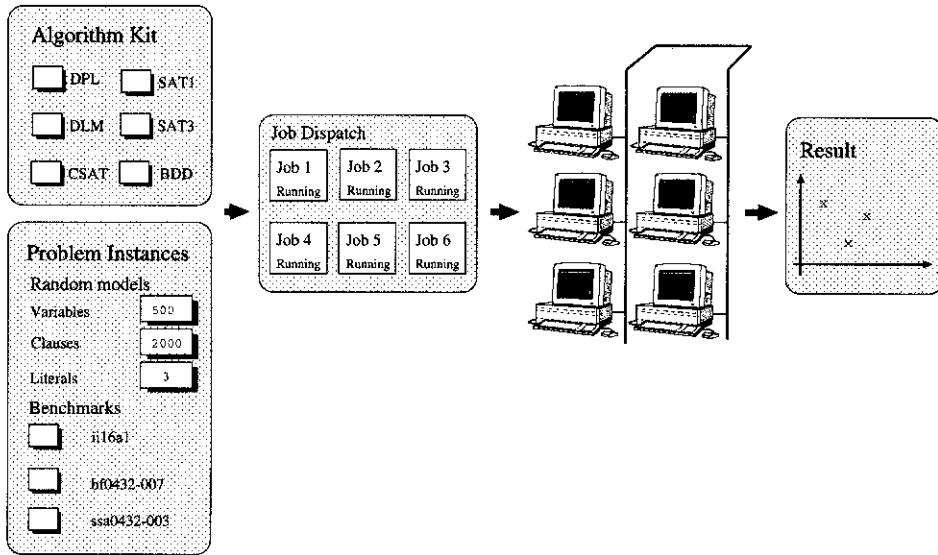 Algorithm Kit
DPL
SAT1
DLM
SAT3
CSAT
BDD
Problem Instances
Random models
Variables
500
Clauses
2000
Literals
3
Benchmarks
ii16a1
bf0432-007
ssa0432-003
Job Dispatch
Job 1
Running
Job 2
Running
Job 3
Running
Job 4
Running
Job 5
Running
Job 6
Running
Result